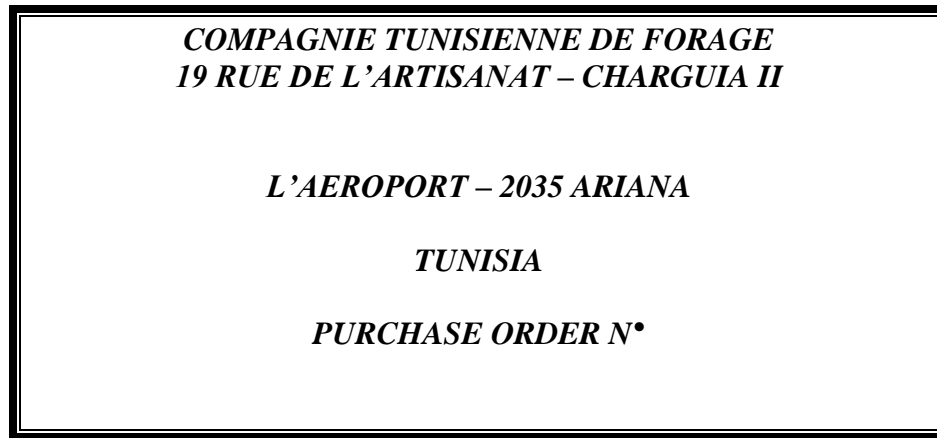 COMPAGNIE TUNISIENNE DE FORAGE
19 RUE DE L’ARTISANAT – CHARGUIA II
L’AEROPORT – 2035 ARIANA
TUNISIA
PURCHASE ORDER N•